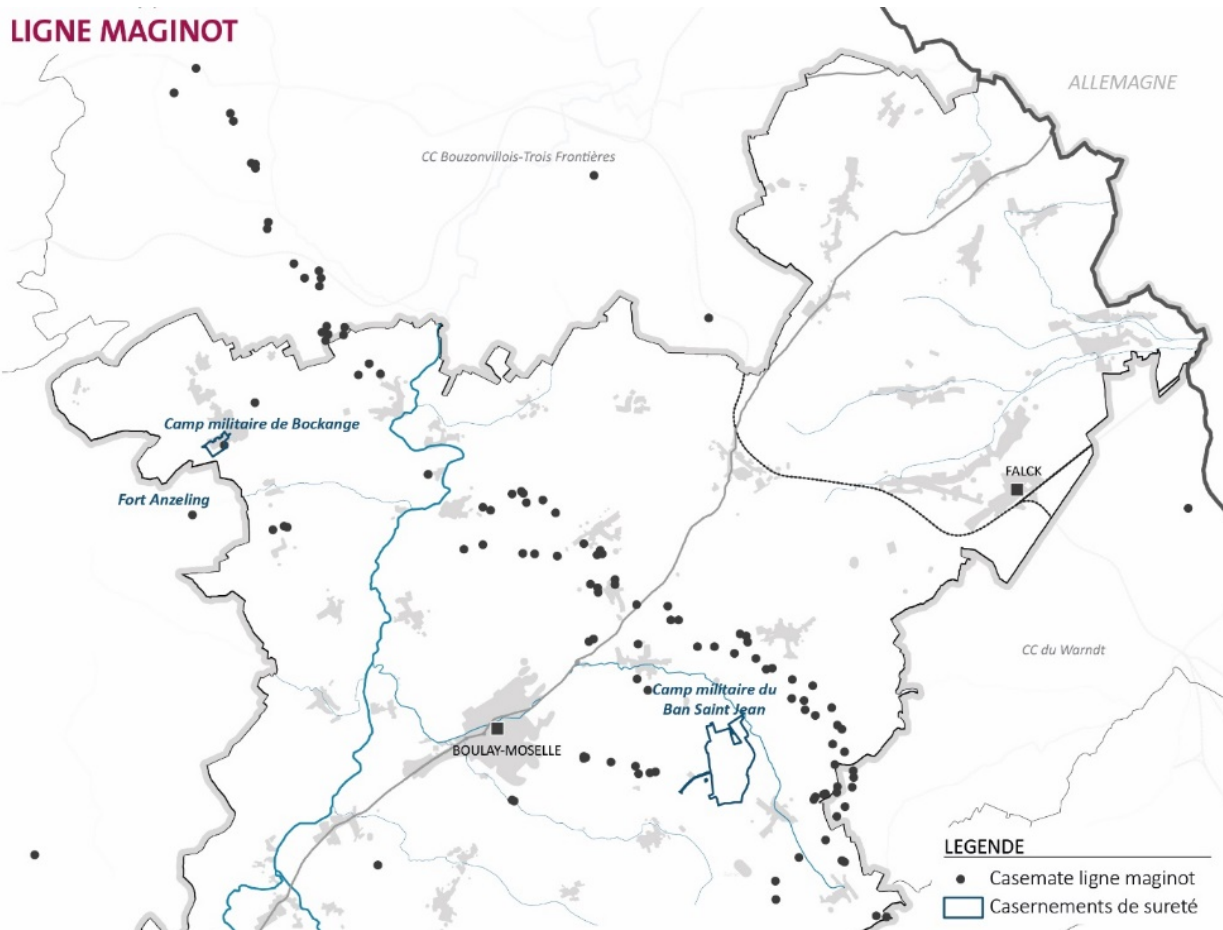 LIGNE MAGINOT
ALLEMAGNE
CC Bouzonvillois-Trois Frontières
Camp militaire de Bockange
Fort Anzeling
FALCK
CC du Warndt
Camp militaire du
Ban Saint Jean
BOULAY-MOSELLE
LEGENDE
Casemate ligne maginot
Casernements de sureté